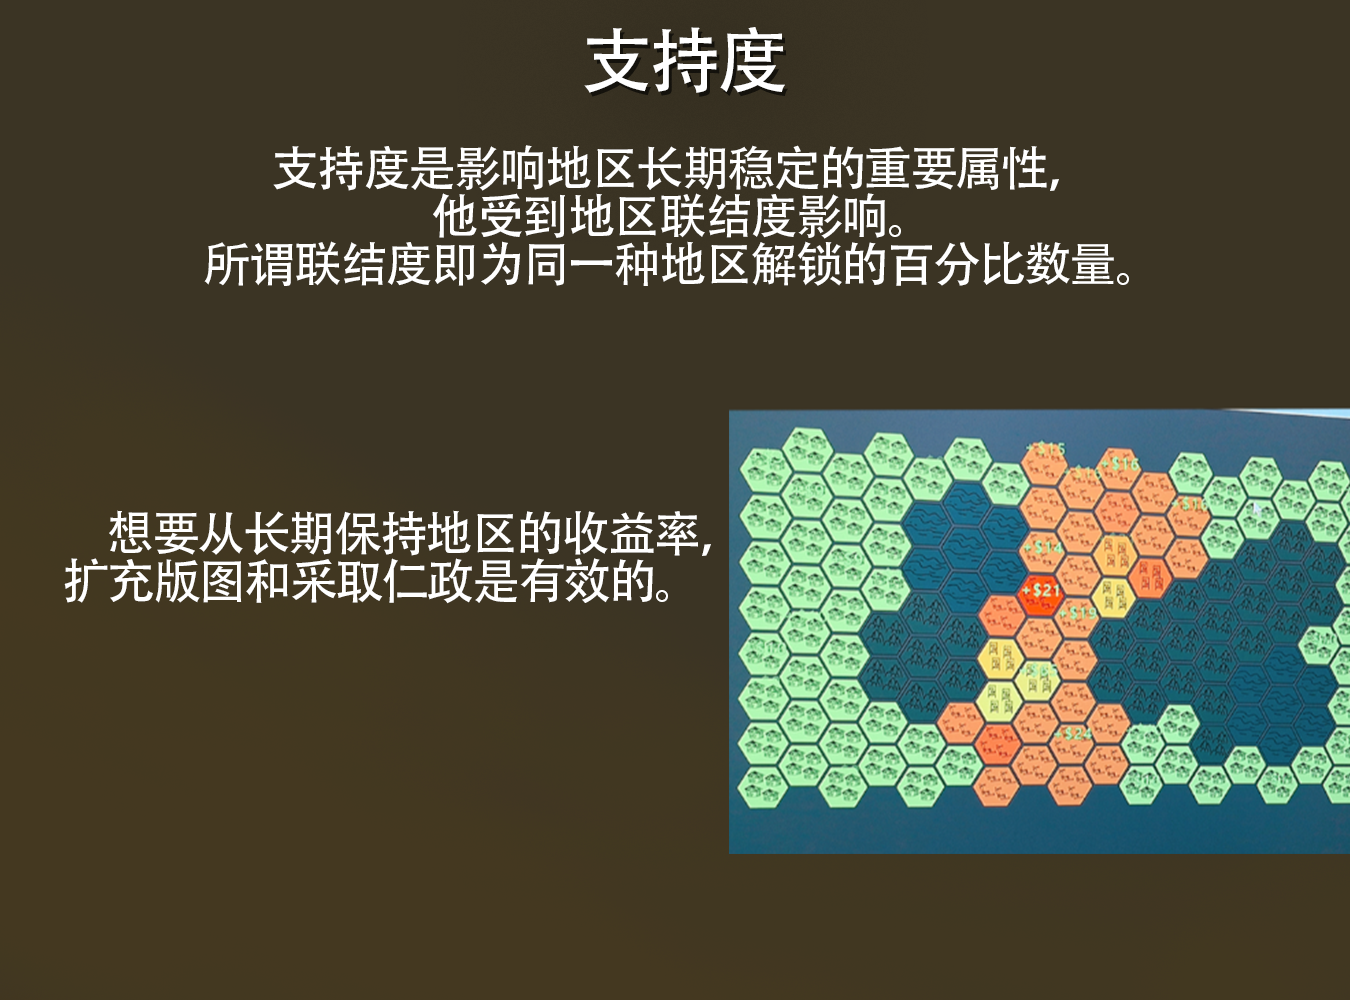 支持度
支持度是影响地区长期稳定的重要属性,
他受到地区联结度影响。
所谓联结度即为同一种地区解锁的百分比数量。
想要从长期保持地区的收益率,
扩充版图和采取仁政是有效的。
+$15
+$16
+$14
+$21
+$24